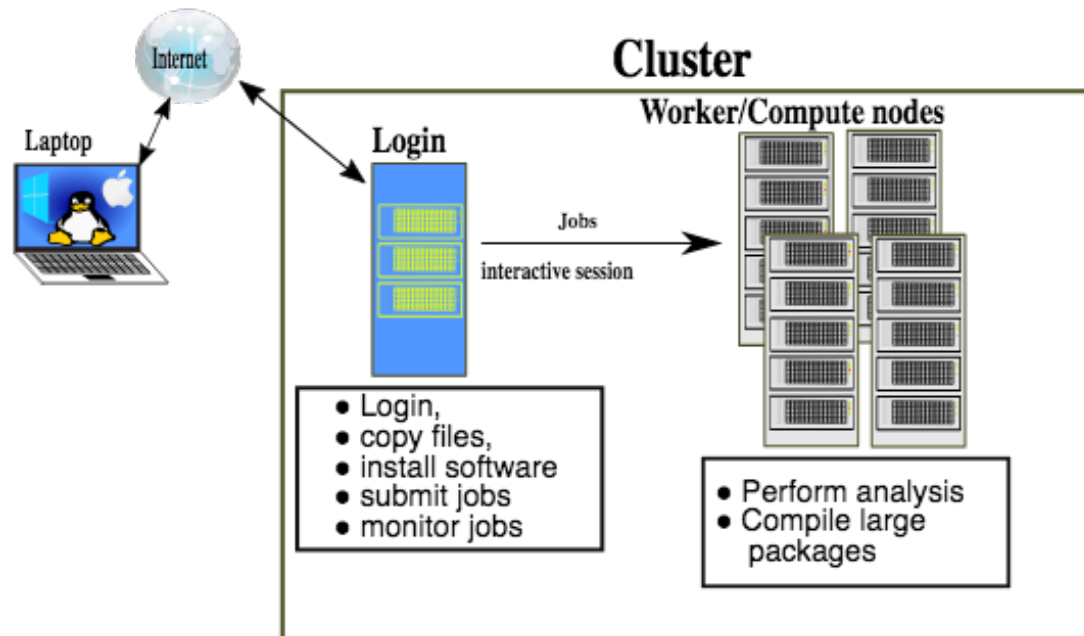 Internet
Cluster
Laptop
Login
Worker/Compute nodes
Jobs
interactive session
● Login,
● copy files,
● install software
● submit jobs
● monitor jobs
● Perform analysis
● Compile large
packages